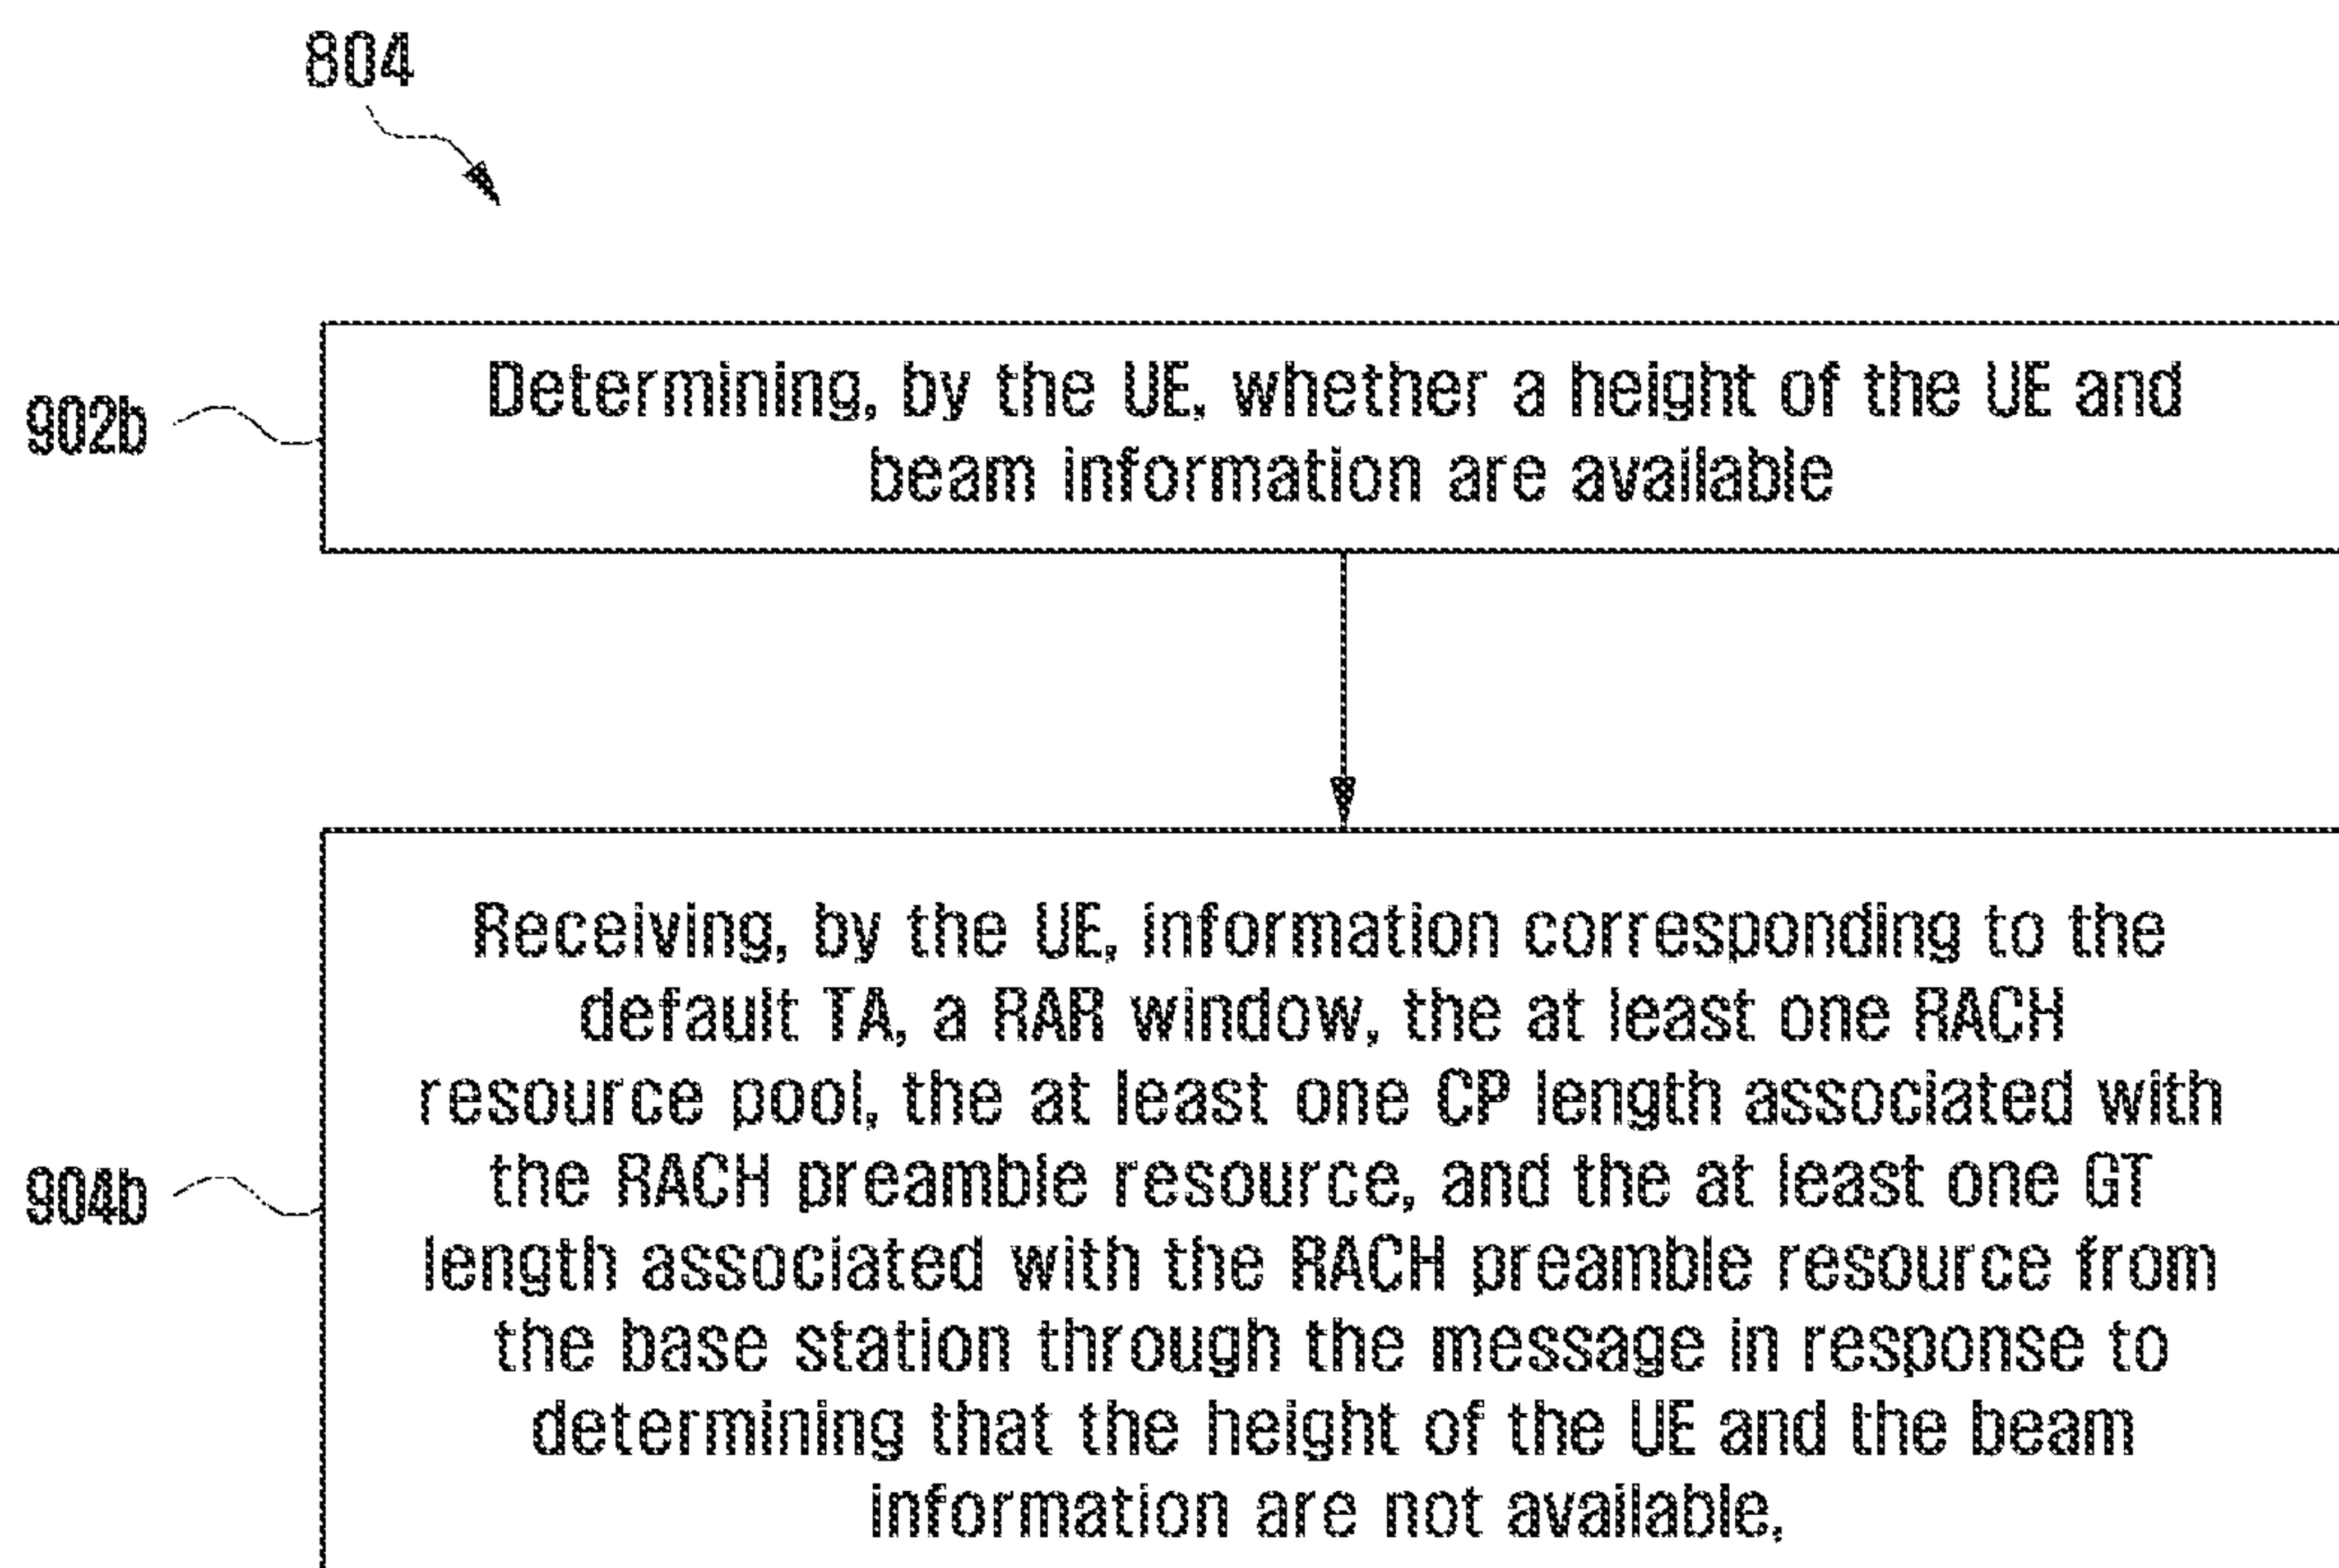 804
902b
Determining, by the UE, whether a height of the UE and
beam information are available
904b
Receiving, by the UE, information corresponding to the
default TA, a RAR window, the at least one RACH
resource pool, the at least one CP length associated with
the RACH preamble resource, and the at least one GT
length associated with the RACH preamble resource from
the base station through the message in response to
determining that the height of the UE and the beam
information are not available,